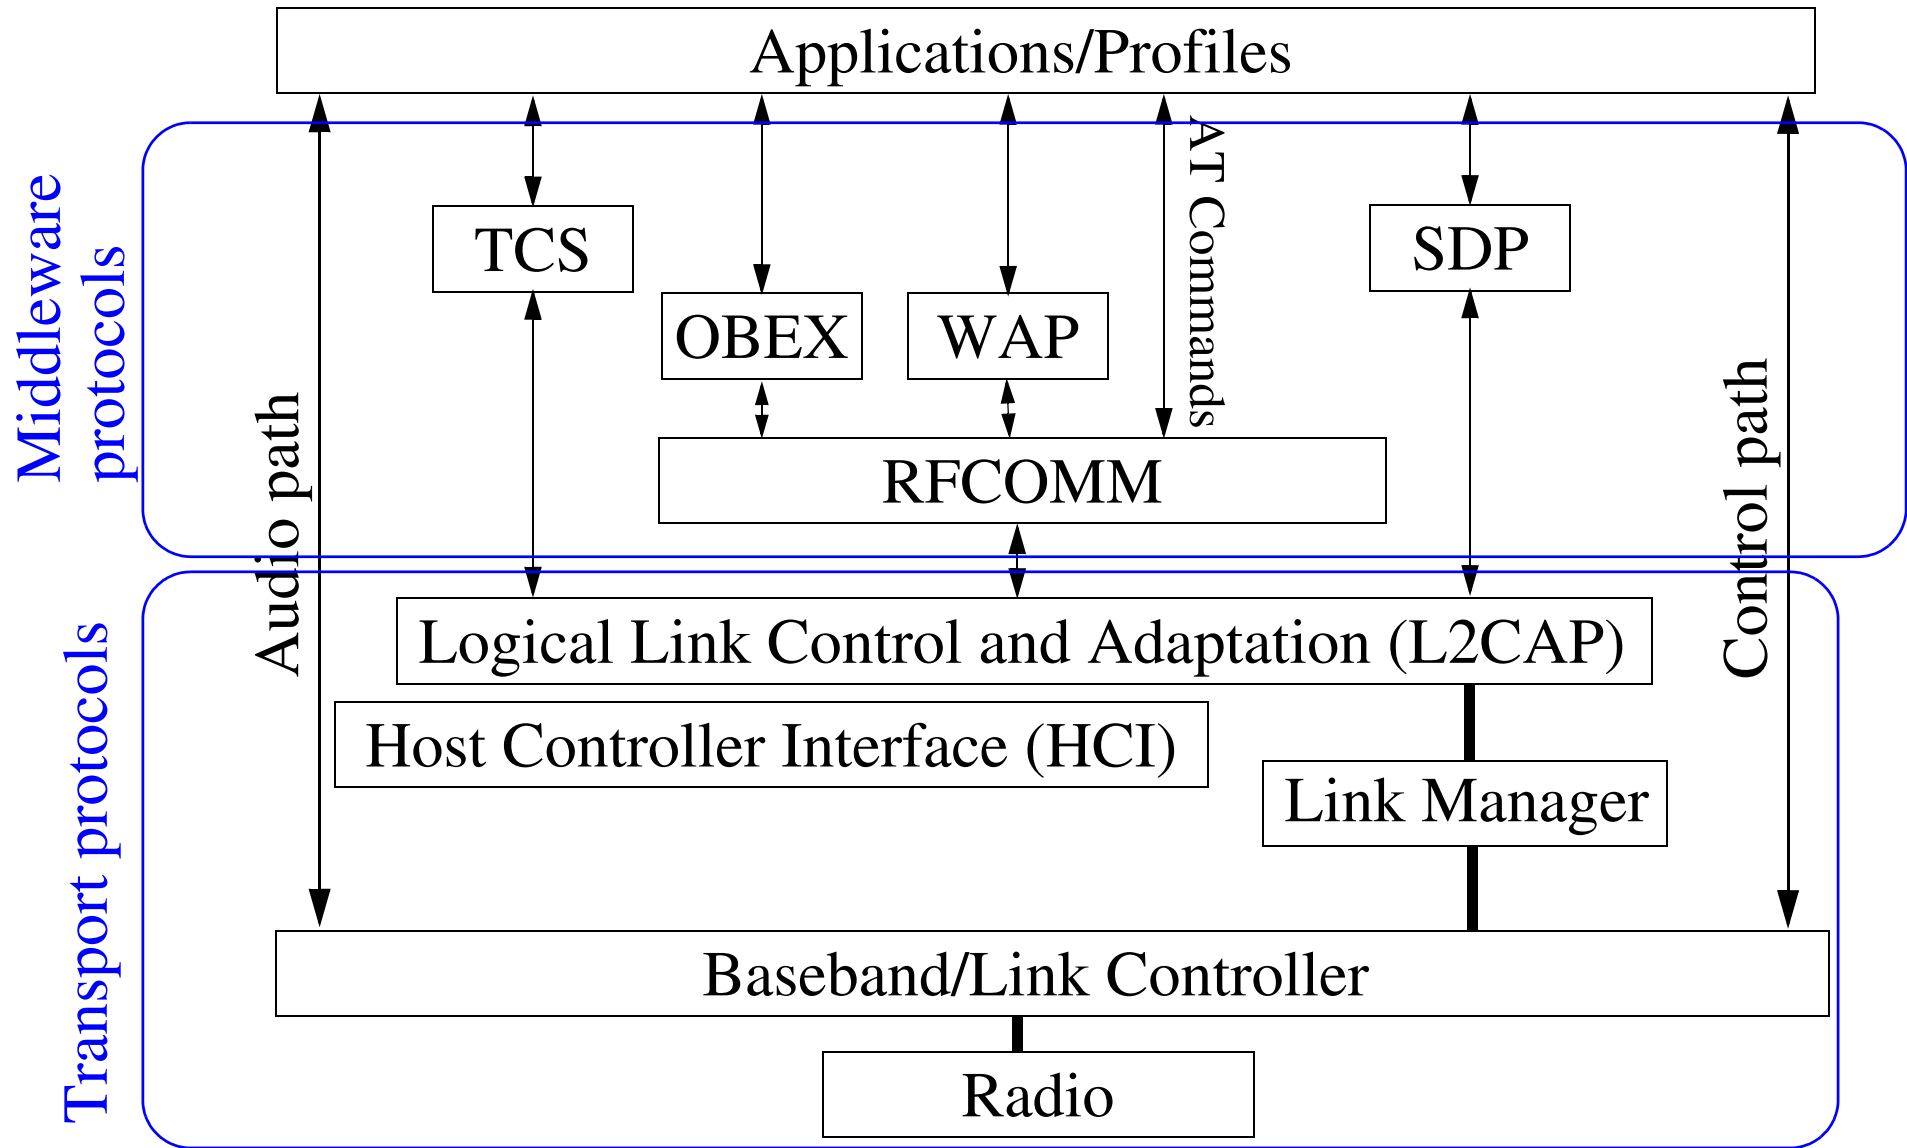 Applications/Profiles
Middleware
protocols
AT Commands
TCS
SDP
OBEX
WAP
Audio path
Control path
RFCOMM
Transport protocols
Logical Link Control and Adaptation (L2CAP)
Host Controller Interface (HCI)
Link Manager
Baseband/Link Controller
Radio